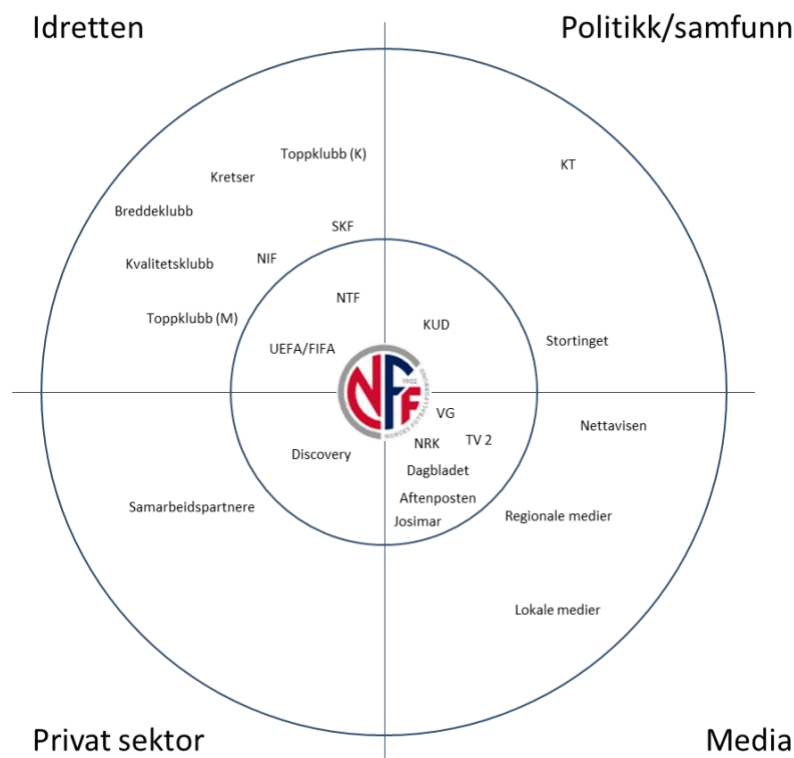 Idretten
Politikk/samfunn
Toppklubb (K)
KT
Kretser
Breddeklubb
SKF
NIF
Kvalitetsklubb
NTF
Toppklubb (M)
KUD
UEFA/FIFA
Stortinget
NFF
1902
NORGES FOTBALLFORBUND
VG
Nettavisen
NRK
TV 2
Discovery
Dagbladet
Aftenposten
Samarbeidspartnere
Josimar
Regionale medier
Lokale medier
Privat sektor
Media